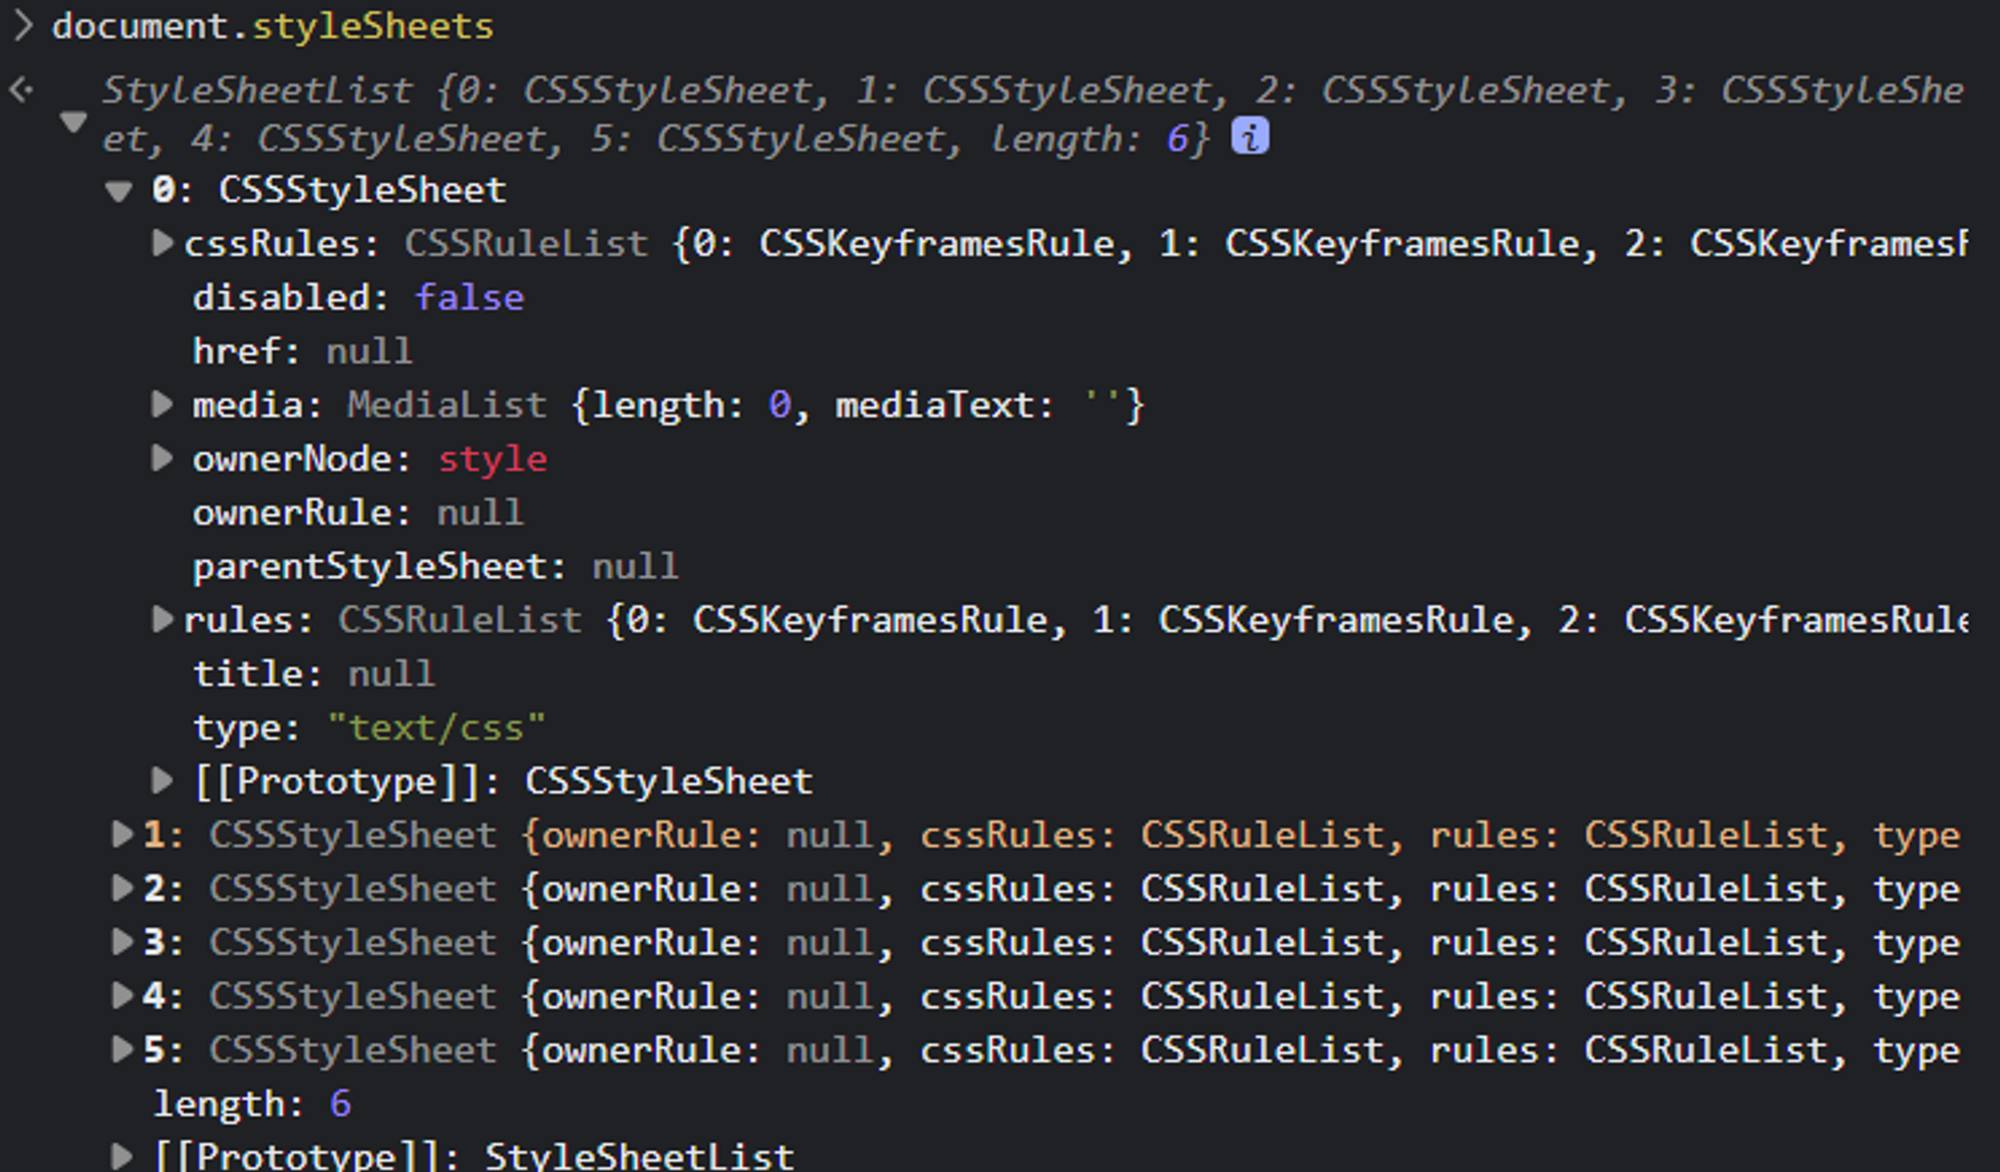 document.styleSheets
StyleSheetList {0: CSSStyleSheet, 1: CSSStyleSheet, 2: CSSStyleSheet, 3: CSSStyleShe
et, 4: CSSStyleSheet, 5: CSSStyleSheet, length: 6} i
0: CSSStyleSheet
cssRules: CSSRuleList {0: CSSKeyframesRule, 1: CSSKeyframesRule, 2: CSSKeyframesR
disabled: false
href: null
media: MediaList {length: 0, mediaText: ''}
ownerNode: style
ownerRule: null
parentStyleSheet: null
rules: CSSRuleList {0: CSSKeyframesRule, 1: CSSKeyframesRule, 2: CSSKeyframesRule
title: null
type: "text/css"
[[Prototype]]: CSSStyleSheet
1: CSSStyleSheet {ownerRule: null, cssRules: CSSRuleList, rules: CSSRuleList, type
2: CSSStyleSheet {ownerRule: null, cssRules: CSSRuleList, rules: CSSRuleList, type
3: CSSStyleSheet {ownerRule: null, cssRules: CSSRuleList, rules: CSSRuleList, type
4: CSSStyleSheet {ownerRule: null, cssRules: CSSRuleList, rules: CSSRuleList, type
5: CSSStyleSheet {ownerRule: null, cssRules: CSSRuleList, rules: CSSRuleList, type
length: 6
[[Prototype]]: StyleSheetList